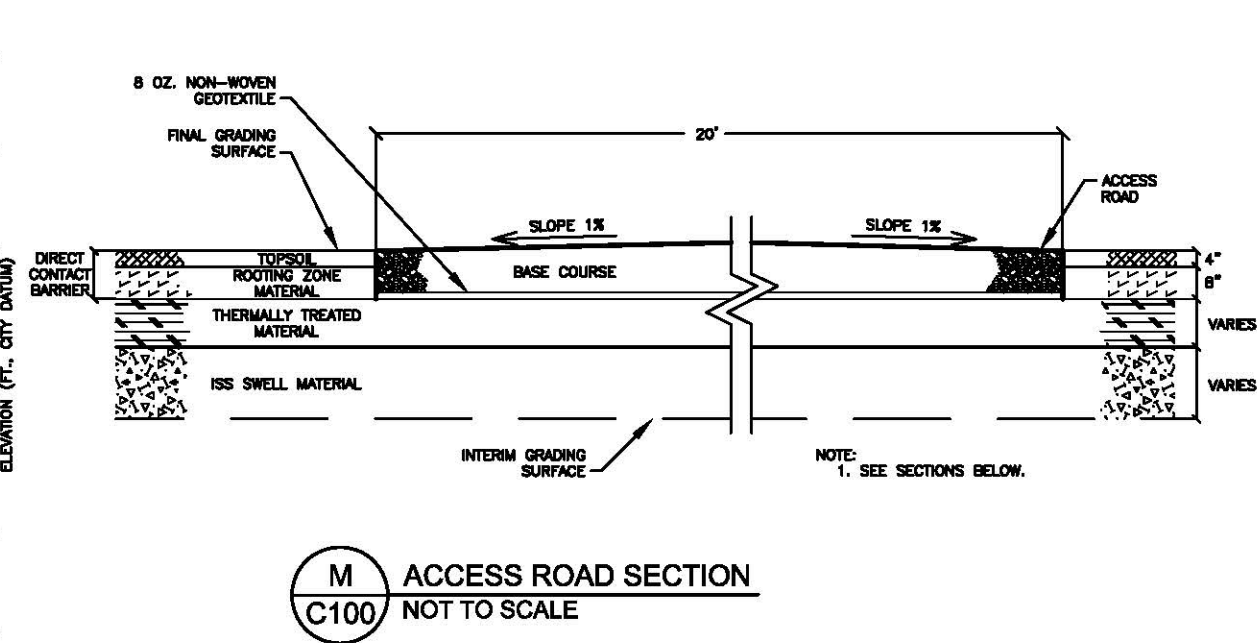 8 OZ. NON-WOVEN
GEOTEXTILE
FINAL GRADING
SURFACE
20'
ACCESS
ROAD
SLOPE 1%
SLOPE 1%
DIRECT
CONTACT
BARRIER
TOPSOIL
ROOTING ZONE
MATERIAL
BASE COURSE
4"
8"
THERMALLY TREATED
MATERIAL
VARIES
ISS SWELL MATERIAL
VARIES
ELEVATION (FT., CITY DATUM)
INTERIM GRADING
SURFACE
NOTE:
1. SEE SECTIONS BELOW.
M
C100
ACCESS ROAD SECTION
NOT TO SCALE